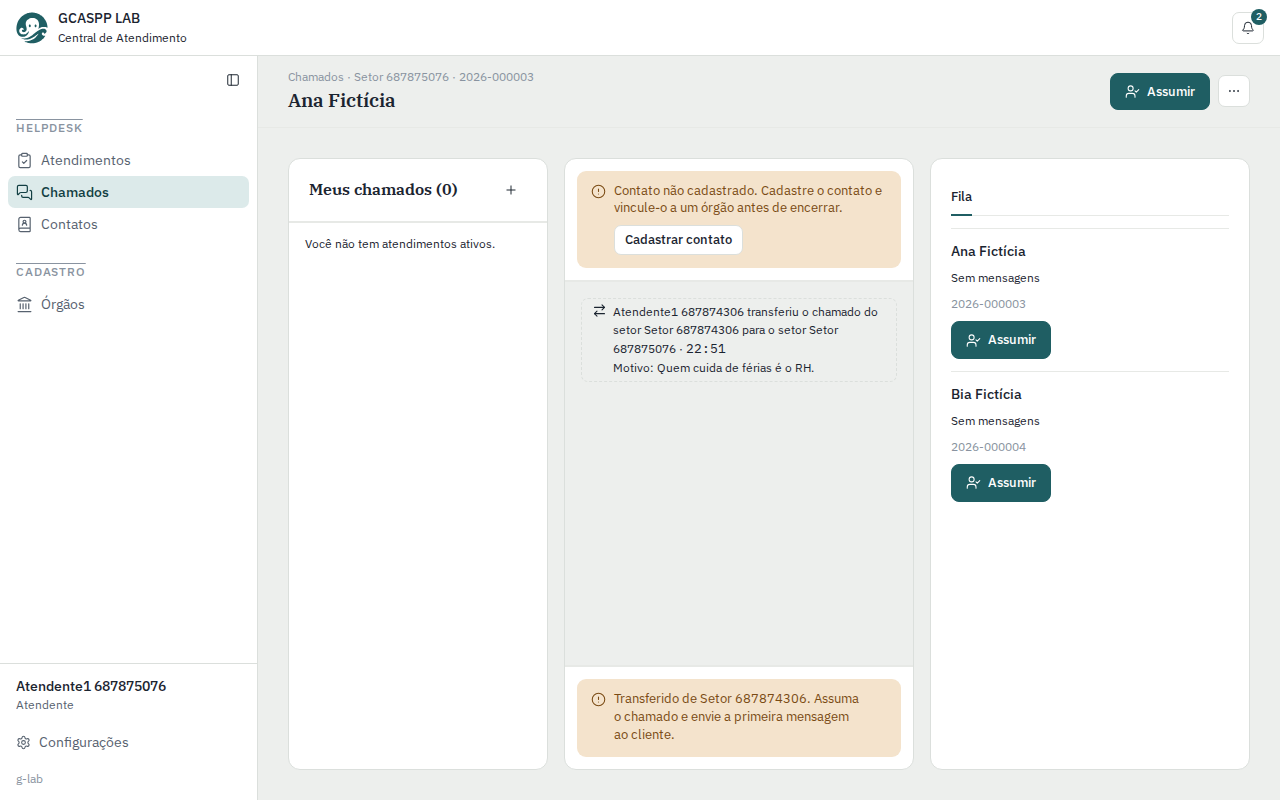 GCASPP LAB
Central de Atendimento
2
HELPDESK
Atendimentos
Chamados
Contatos
CADASTRO
Órgãos
Atendente1 687875076
Atendente
Configurações
g-lab
Chamados · Setor 687875076 · 2026-000003
Ana Fictícia
Assumir
Meus chamados (0)
Você não tem atendimentos ativos.
Contato não cadastrado. Cadastre o contato e
vincule-o a um órgão antes de encerrar.
Cadastrar contato
Atendente1 687874306 transferiu o chamado do
setor Setor 687874306 para o setor Setor
687875076 · 22:51
Motivo: Quem cuida de férias é o RH.
Transferido de Setor 687874306. Assuma
o chamado e envie a primeira mensagem
ao cliente.
Fila
Ana Fictícia
Sem mensagens
2026-000003
Assumir
Bia Fictícia
Sem mensagens
2026-000004
Assumir